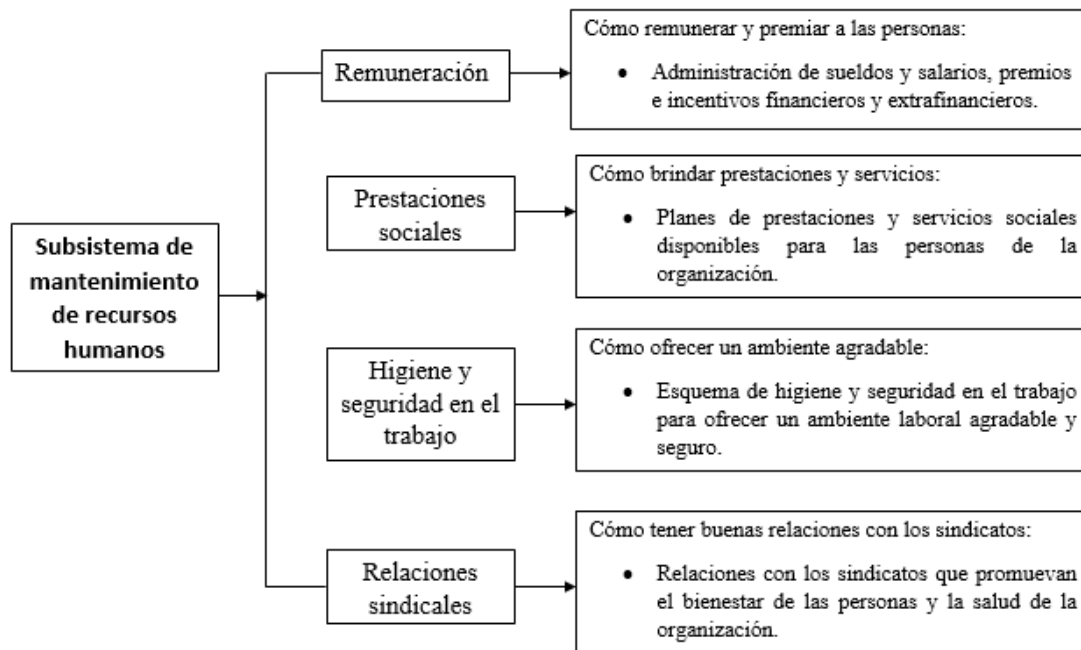 Subsistema de
mantenimiento
de recursos
humanos
Remuneración
Cómo remunerar y premiar a las personas:
• Administración de sueldos y salarios, premios
e incentivos financieros y extrafinancieros.
Prestaciones
sociales
Cómo brindar prestaciones y servicios:
• Planes de prestaciones y servicios sociales
disponibles para las personas de la
organización.
Higiene y
seguridad en el
trabajo
Cómo ofrecer un ambiente agradable:
• Esquema de higiene y seguridad en el trabajo
para ofrecer un ambiente laboral agradable y
seguro.
Relaciones
sindicales
Cómo tener buenas relaciones con los sindicatos:
• Relaciones con los sindicatos que promuevan
el bienestar de las personas y la salud de la
organización.